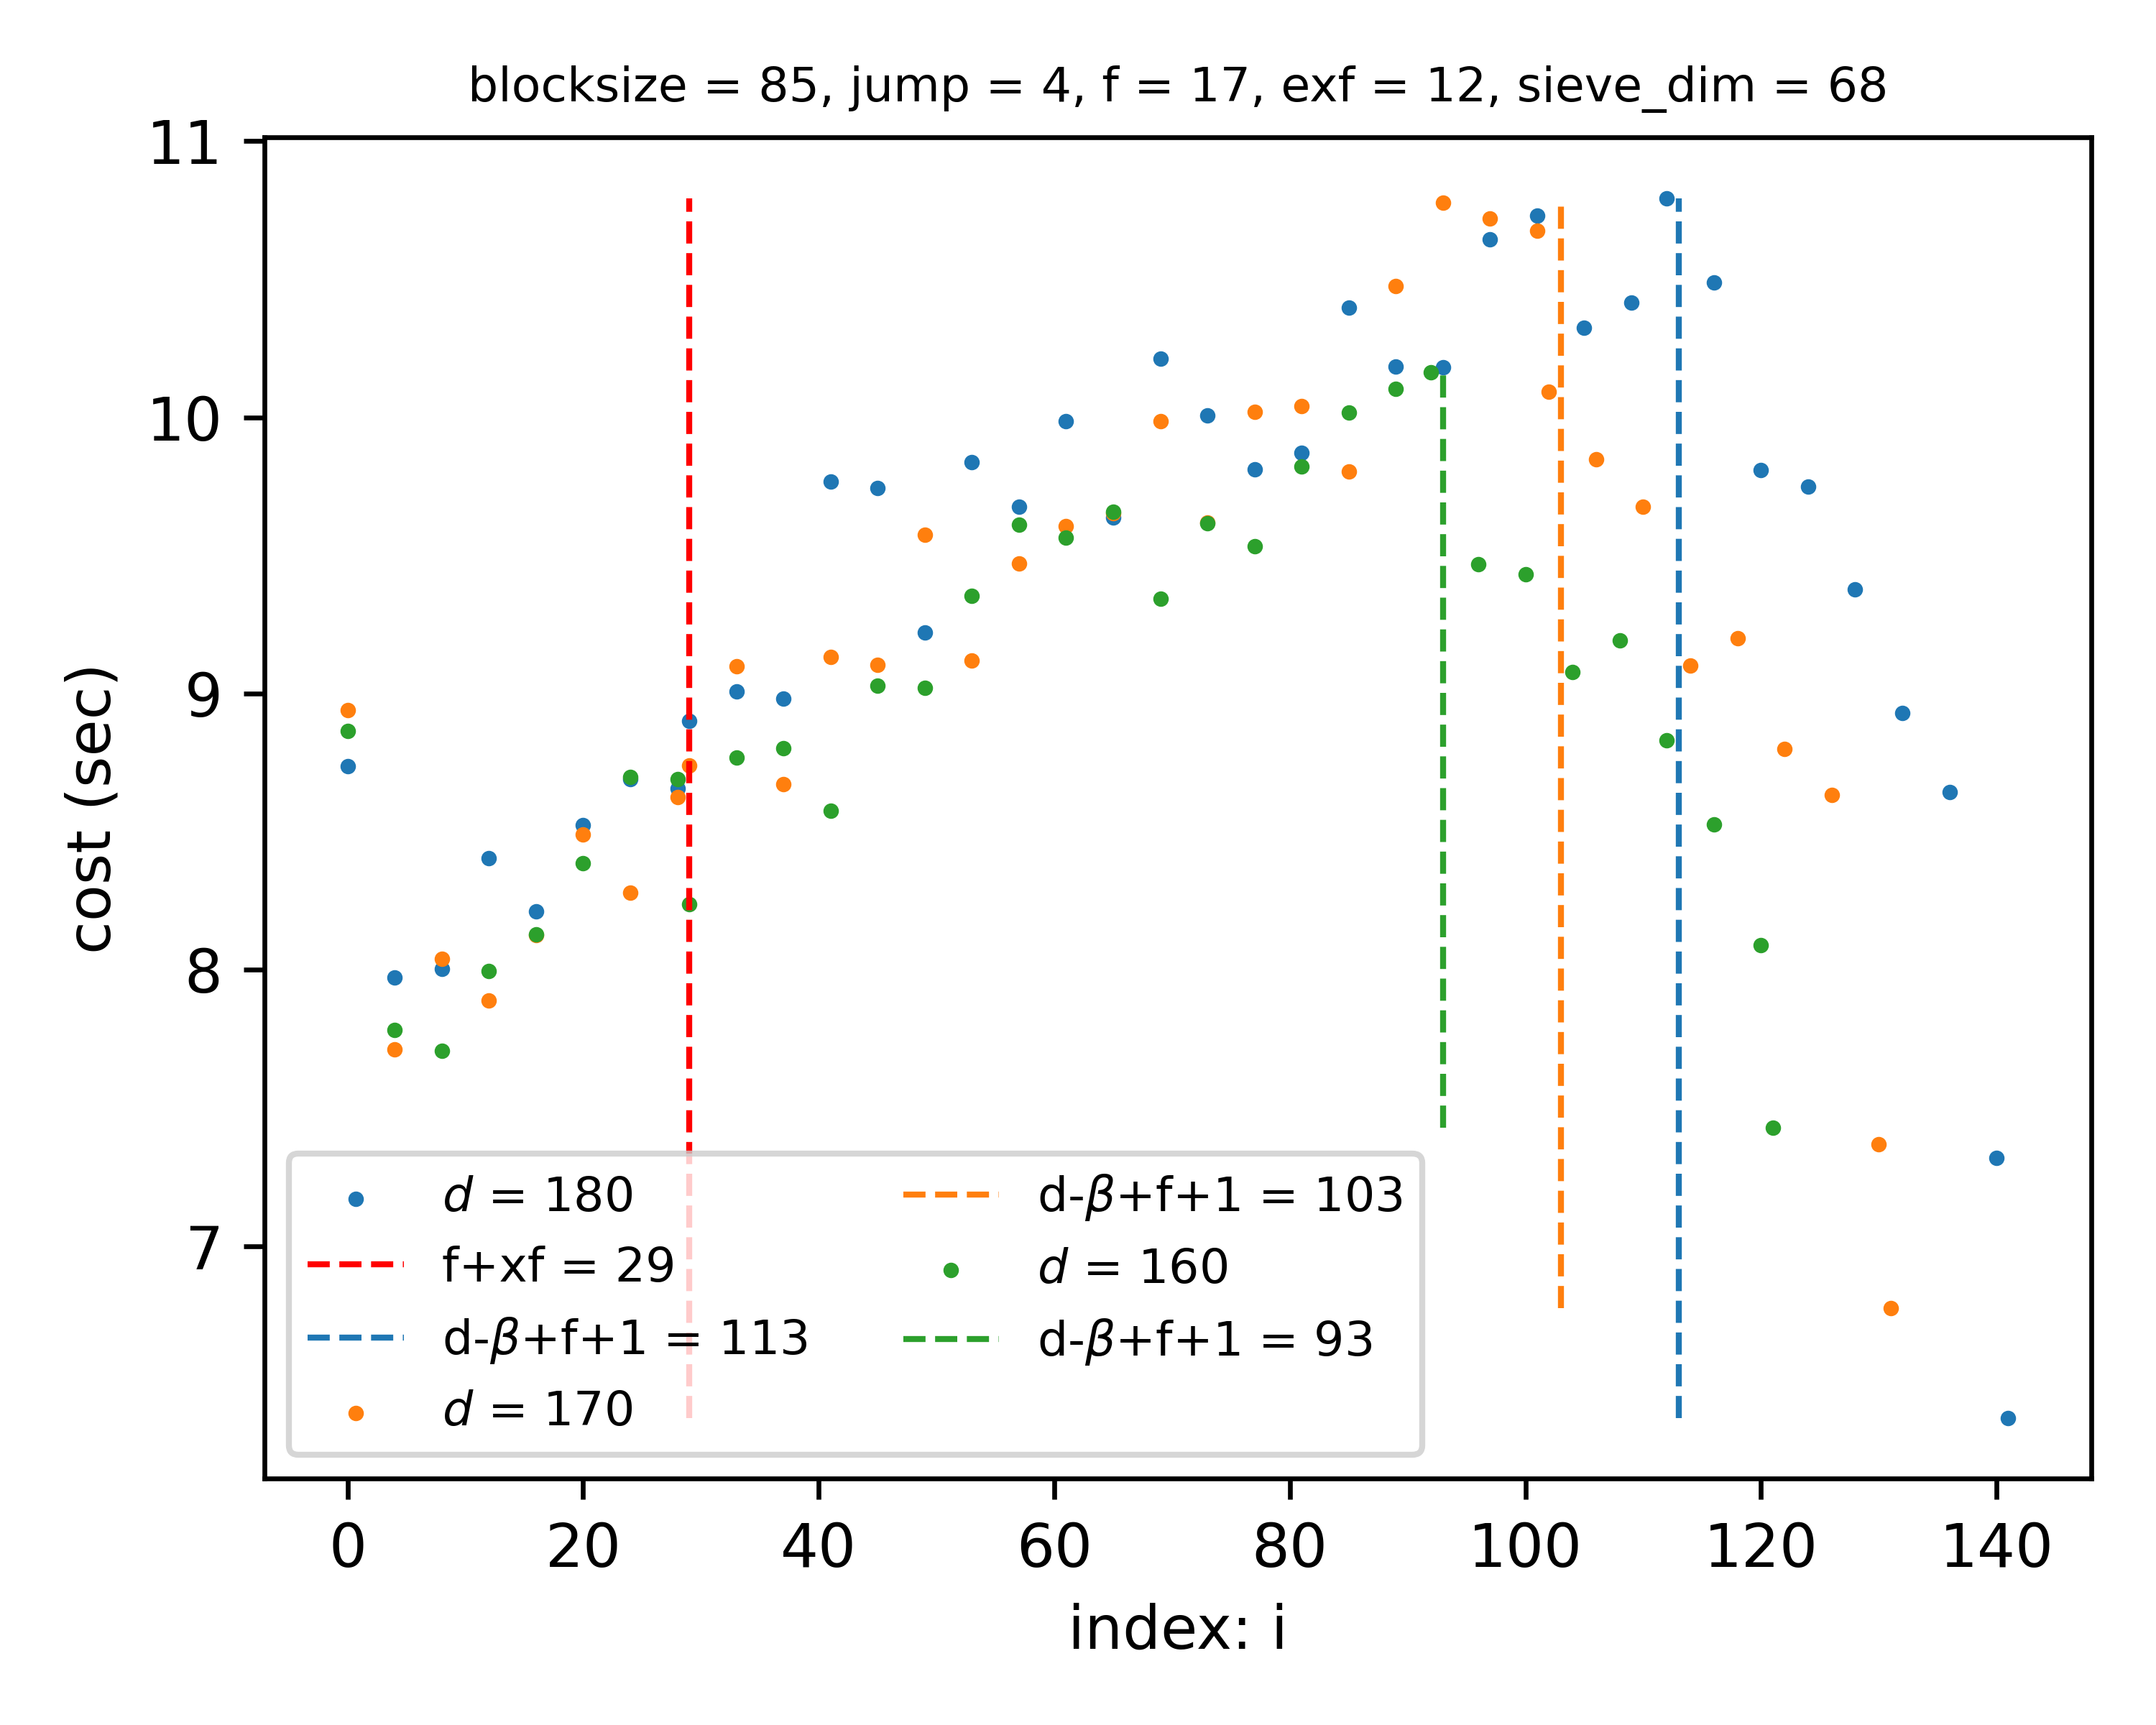 blocksize = 85, jump = 4, f = 17, exf = 12, sieve_dim = 68
11
10
9
8
7
cost (sec)
d = 180
f+xf = 29
d-β+f+1 = 113
d = 170
d-β+f+1 = 103
d = 160
d-β+f+1 = 93
0 20 40 60 80 100 120 140
index: i